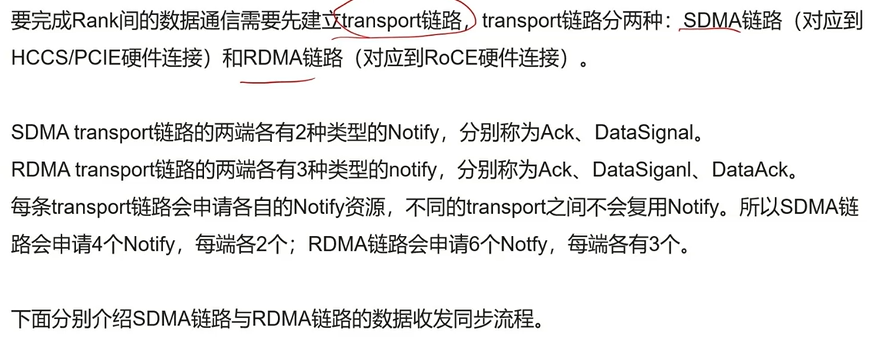 要完成Rank间的数据通信需要先建立transport链路，transport链路分两种：SDMA链路（对应到
HCCS/PCIE硬件连接）和RDMA链路（对应到RoCE硬件连接）。
SDMA transport链路的两端各有2种类型的Notify，分别称为Ack、DataSignal。
RDMA transport链路的两端各有3种类型的notify，分别称为Ack、DataSiganl、DataAck。
每条transport链路会申请各自的Notify资源，不同的transport之间不会复用Notify。所以SDMA链
路会申请4个Notify，每端各2个；RDMA链路会申请6个Notfy，每端各有3个。
下面分别介绍SDMA链路与RDMA链路的数据收发同步流程。